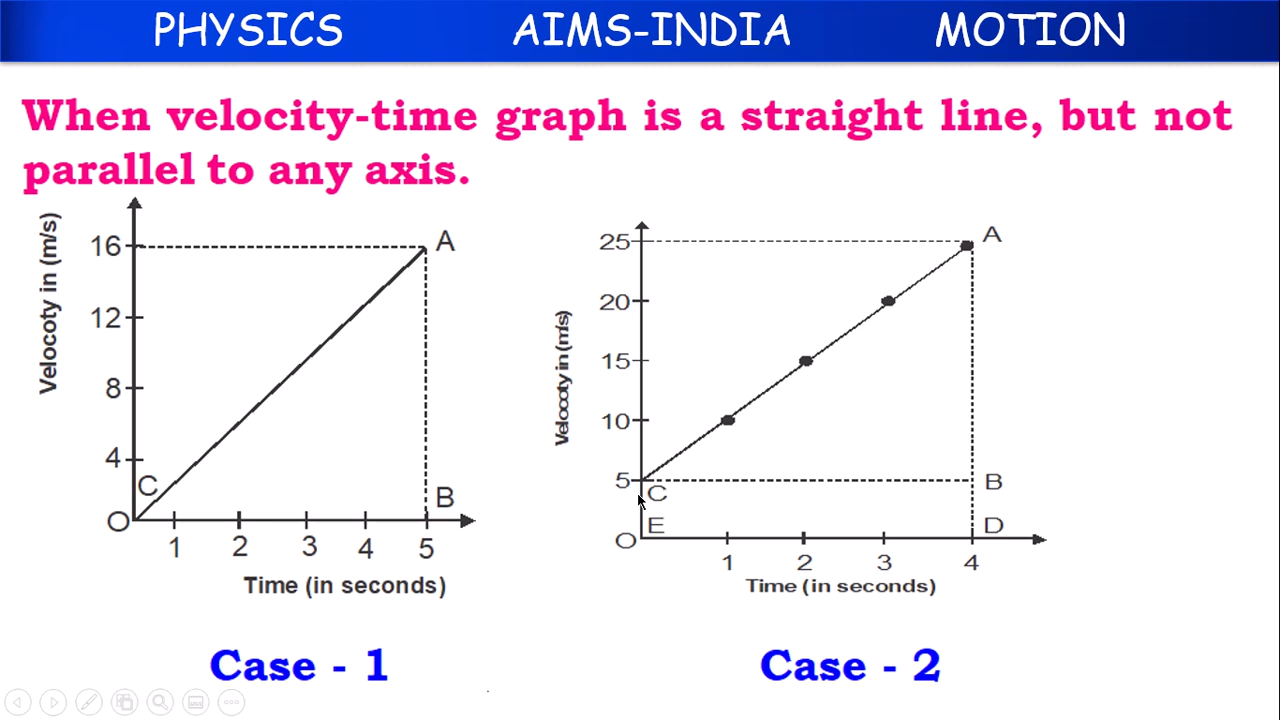 PHYSICS AIMS-INDIA MOTION
When velocity-time graph is a straight line, but not
parallel to any axis.
Velocoty in (m/s)
16
12
8
4
O
C
A
B
1 2 3 4 5
Time (in seconds)
Case - 1
Velocoty in (m/s)
25
20
15
10
5
O
A
B
C
E
D
1 2 3 4
Time (in seconds)
Case - 2